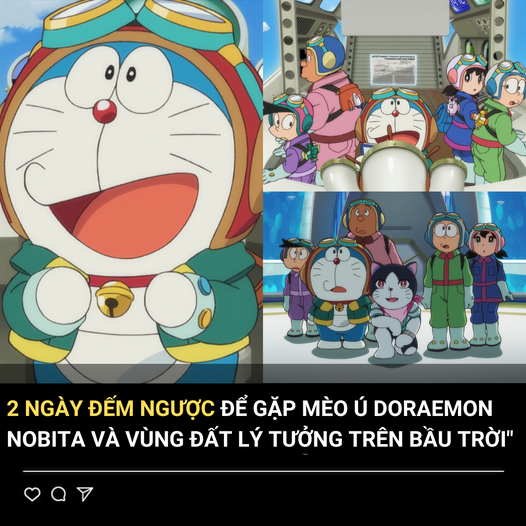 2 NGÀY ĐẾM NGƯỢC ĐỂ GẶP MÈO Ú DORAEMON
NOBITA VÀ VÙNG ĐẤT LÝ TƯỞNG TRÊN BẦU TRỜI"